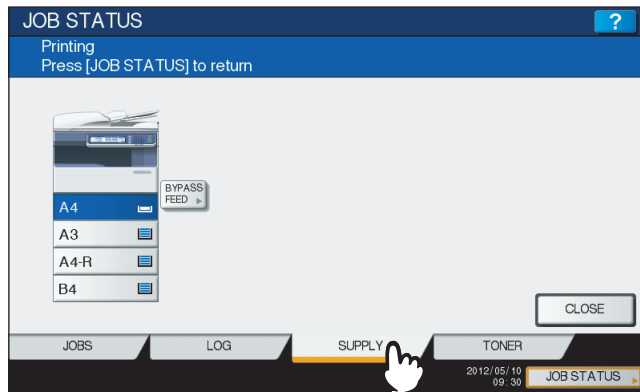 JOB STATUS
?
Printing
Press [JOB STATUS] to return
BYPASS
FEED
A4
A3
A4-R
B4
CLOSE
JOBS
LOG
SUPPLY
TONER
2012/05/10
09:30
JOB STATUS